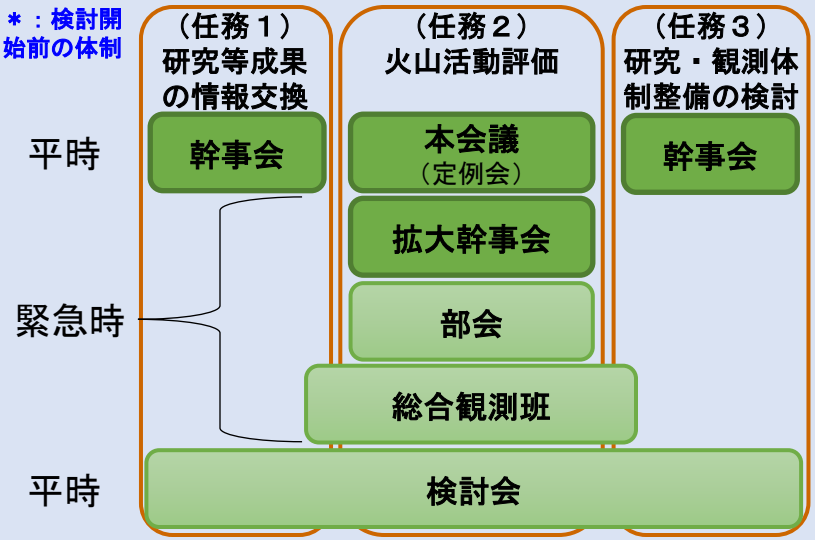 ＊：検討開
始前の体制
（任務１）
研究等成果
の情報交換
（任務２）
火山活動評価
（任務３）
研究・観測体
制整備の検討
平時
幹事会
本会議
（定例会）
幹事会
拡大幹事会
緊急時
部会
総合観測班
平時
検討会